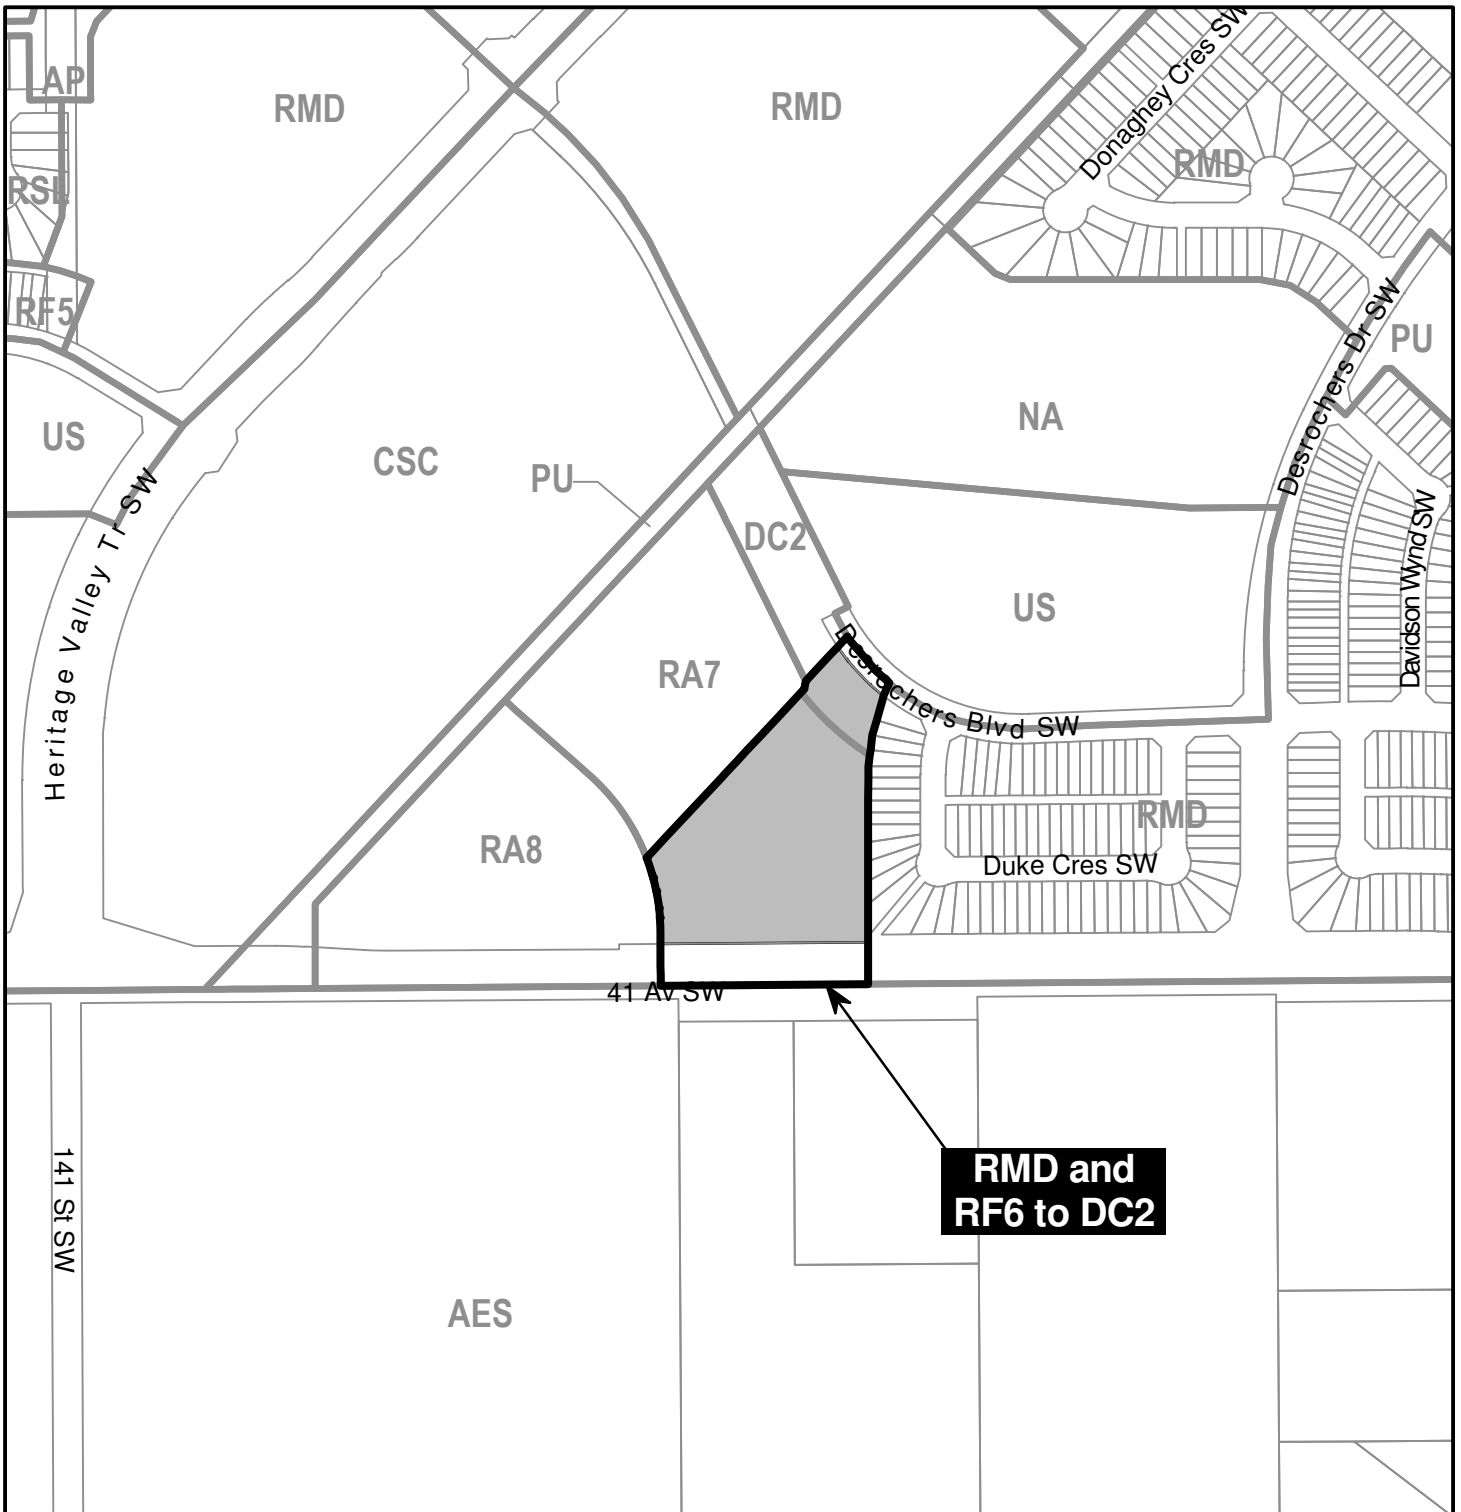 Donaghey Cres SW
AP
RMD
RMD
RMD
RSL
RF5
Desrochers Dr SW
PU
US
NA
CSC
PU
Heritage Valley Tr SW
DC2
Davidson Wynd SW
US
Desrochers Blvd SW
RA7
RMD
RA8
Duke Cres SW
41 Av SW
RMD and
RF6 to DC2
141 St SW
AES